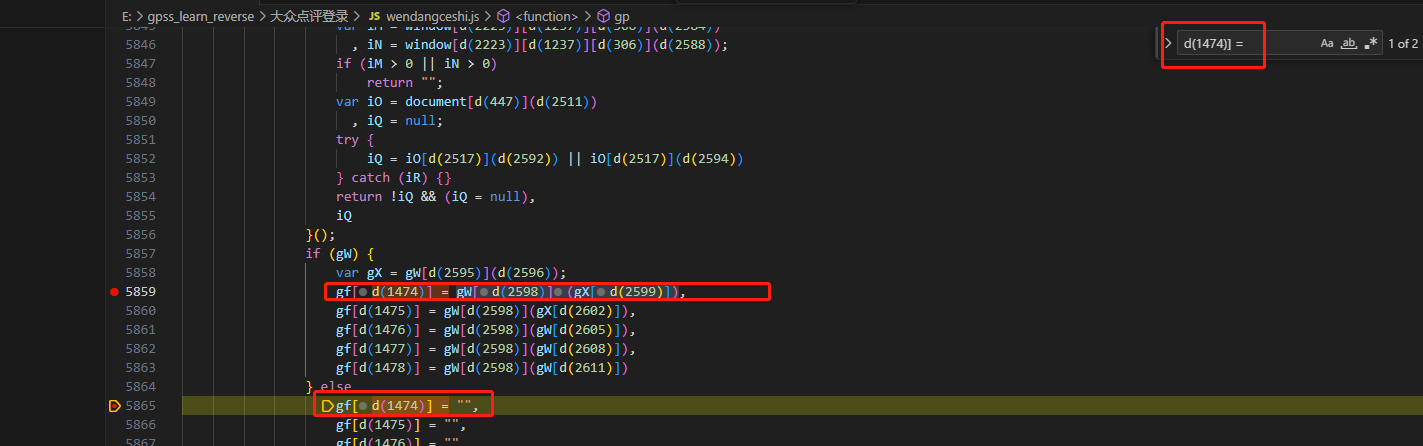 E: > gpss_learn_reverse > 大众点评登录 > JS wendangceshi.js > <function> > gp
d(1474)] =
Aa ab .* 1 of 2
5846 , iN = window[d(2223)][d(1237)][d(306)](d(2588));
5847 if (iM > 0 || iN > 0)
5848 return "";
5849 var iO = document[d(447)](d(2511))
5850 , iQ = null;
5851 try {
5852 iQ = iO[d(2517)](d(2592)) || iO[d(2517)](d(2594))
5853 } catch (iR) {}
5854 return !iQ && (iQ = null),
5855 iQ
5856 }();
5857 if (gW) {
5858 var gX = gW[d(2595)](d(2596));
5859 gf[d(1474)] = gW[d(2598)](gX[d(2599)]),
5860 gf[d(1475)] = gW[d(2598)](gX[d(2602)]),
5861 gf[d(1476)] = gW[d(2598)](gW[d(2605)]),
5862 gf[d(1477)] = gW[d(2598)](gW[d(2608)]),
5863 gf[d(1478)] = gW[d(2598)](gW[d(2611)])
5864 } else
5865 gf[d(1474)] = "",
5866 gf[d(1475)] = "",
5867 gf[d(1476)] = ""